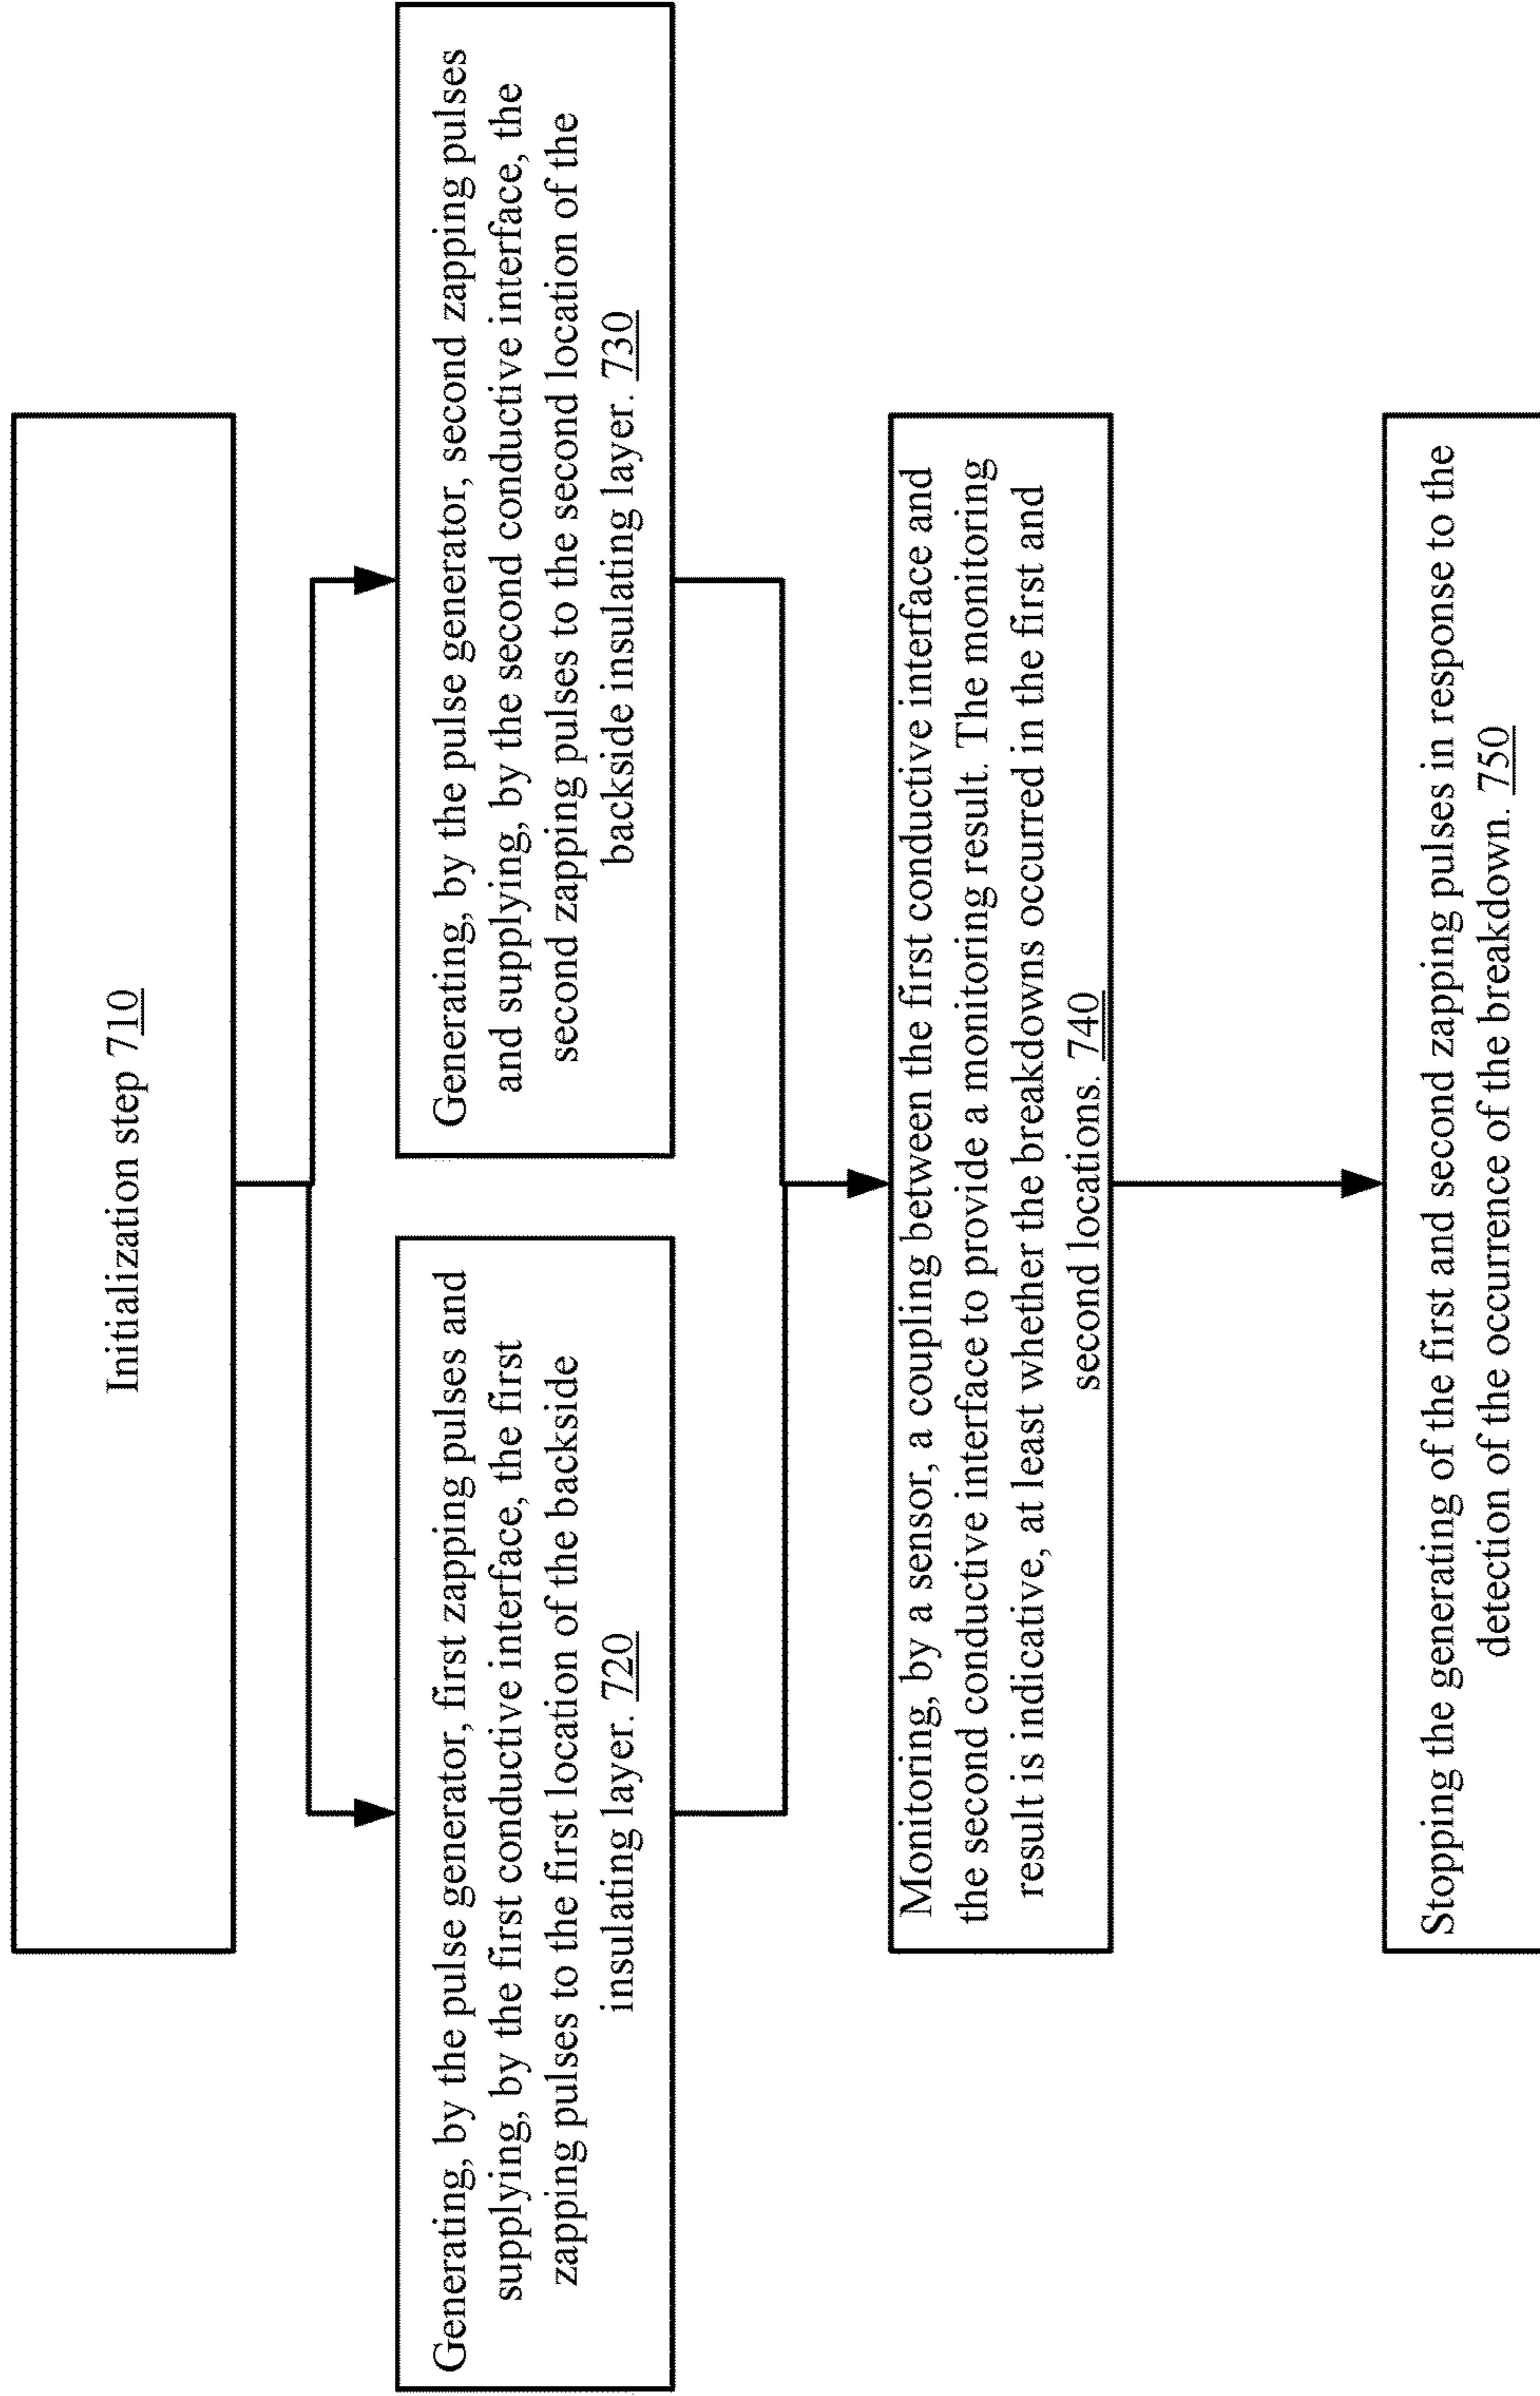 Initialization step 710
Generating, by the pulse generator, first zapping pulses and
supplying, by the first conductive interface, the first
zapping pulses to the first location of the backside
insulating layer. 720
Generating, by the pulse generator, second zapping pulses
and supplying, by the second conductive interface, the
second zapping pulses to the second location of the
backside insulating layer. 730
Monitoring, by a sensor, a coupling between the first conductive interface and
the second conductive interface to provide a monitoring result. The monitoring
result is indicative, at least whether the breakdowns occurred in the first and
second locations. 740
Stopping the generating of the first and second zapping pulses in response to the
detection of the occurrence of the breakdown. 750